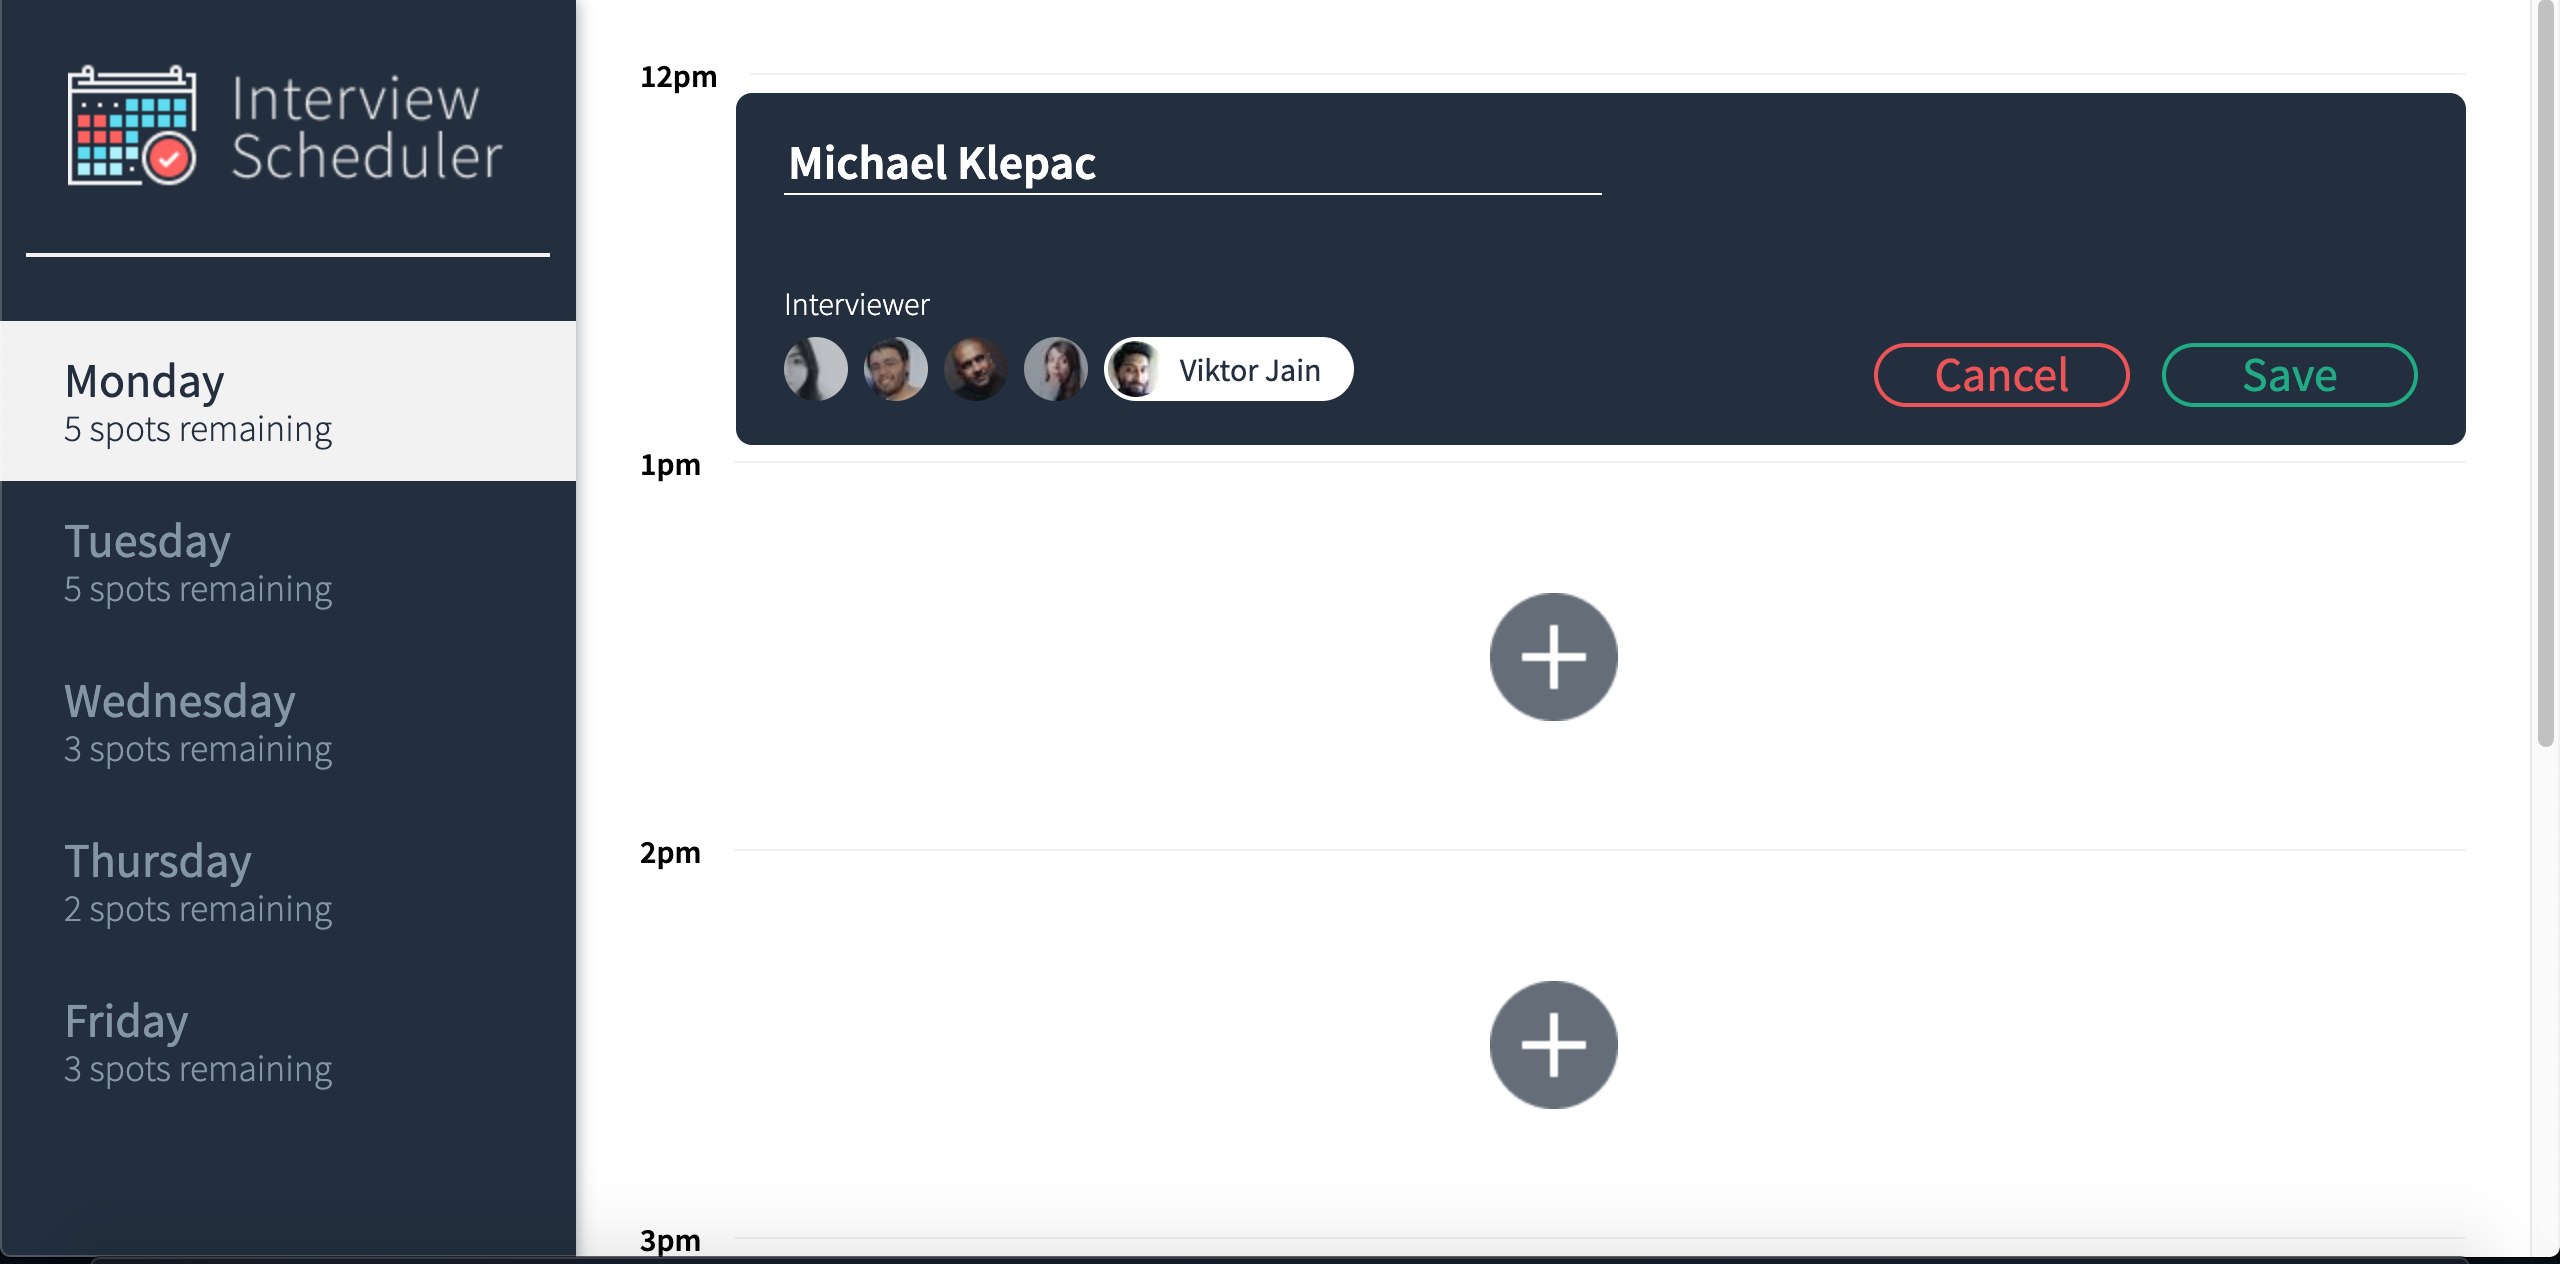 Interview
Scheduler
Monday
5 spots remaining
Tuesday
5 spots remaining
Wednesday
3 spots remaining
Thursday
2 spots remaining
Friday
3 spots remaining
12pm
Michael Klepac
Interviewer
Viktor Jain
Cancel
Save
1pm
2pm
3pm